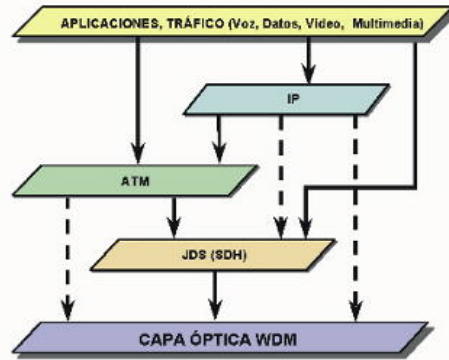 APLICACIONES, TRÁFICO (Voz, Datos, Video, Multimedia)
IP
ATM
JDS (SDH)
CAPA ÓPTICA WDM